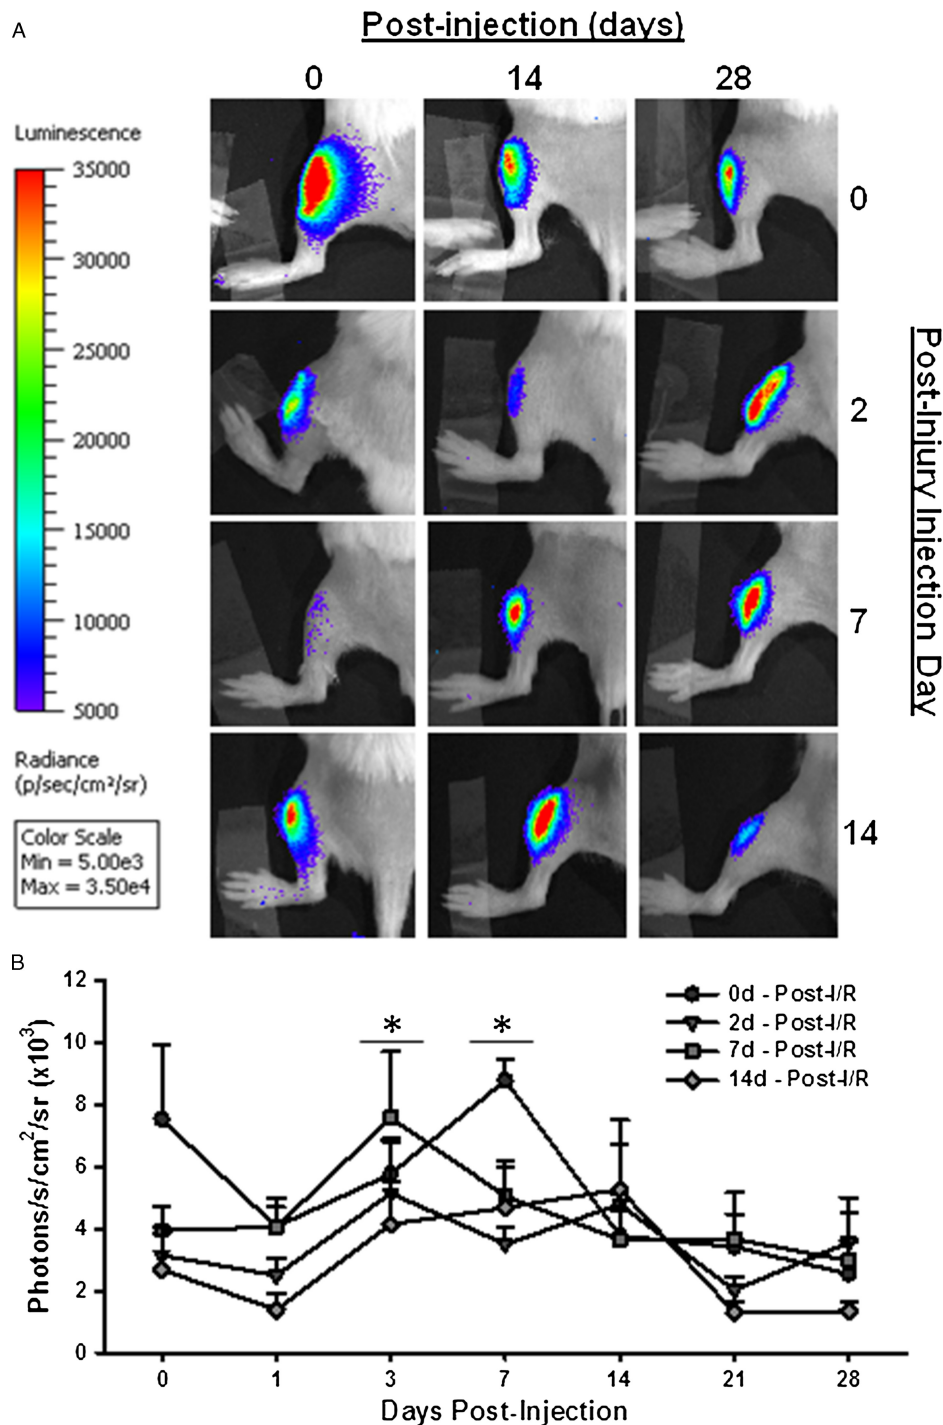 A
Post-injection (days)
0 14 28
Luminescence
35000
30000
25000
20000
15000
10000
5000
Radiance
(p/sec/cm²/sr)
Color Scale
Min = 5.00e3
Max = 3.50e4
0
2
7
14
Post-Injury Injection Day
B
Photons/s/cm²/sr (x10³)
12
10
8
6
4
2
0
* *
0d - Post-I/R
2d - Post-I/R
7d - Post-I/R
14d - Post-I/R
0 1 3 7 14 21 28
Days Post-Injection